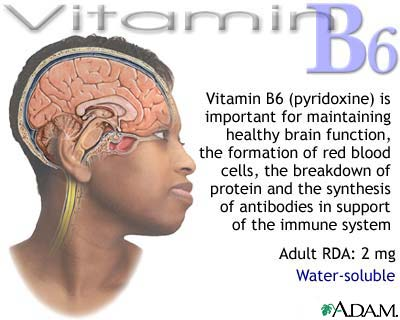 Vitamin
B6
Vitamin B6 (pyridoxine) is
important for maintaining
healthy brain function,
the formation of red blood
cells, the breakdown of
protein and the synthesis
of antibodies in support
of the immune system
Adult RDA: 2 mg
Water-soluble
ADAM.